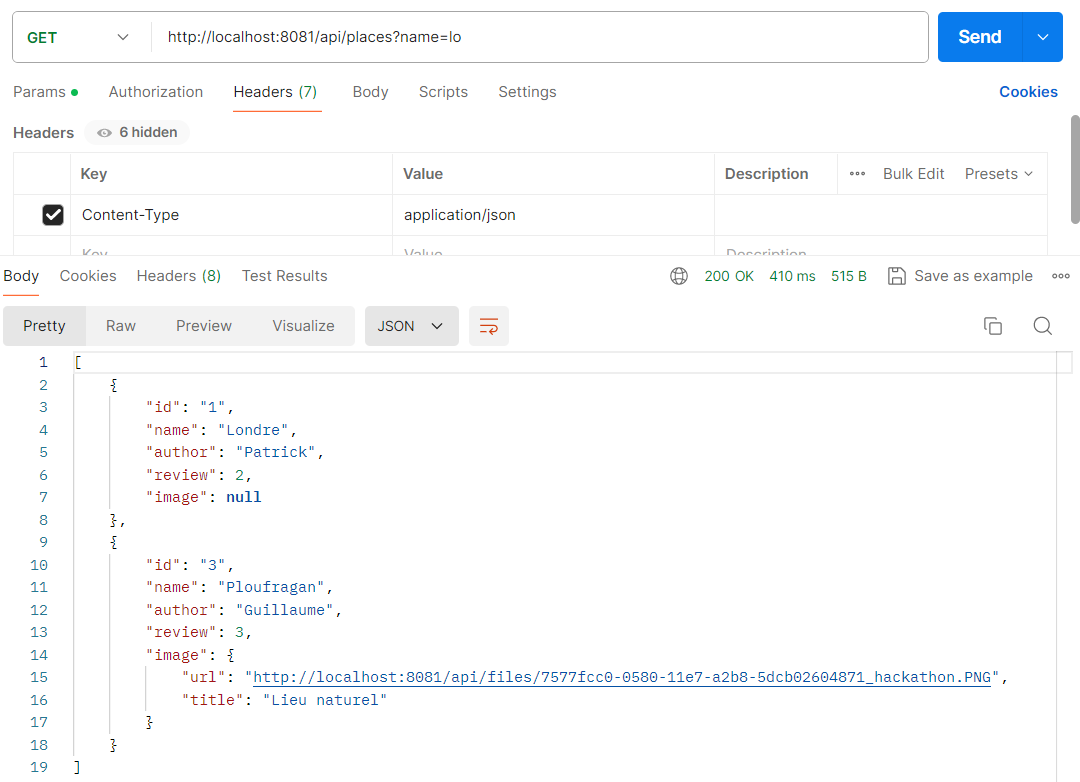 GET http://localhost:8081/api/places?name=lo Send
Params Authorization Headers (7) Body Scripts Settings Cookies
Headers 6 hidden
Key Value Description ••• Bulk Edit Presets
Content-Type application/json
Key Value Description
Body Cookies Headers (8) Test Results 200 OK 410 ms 515 B Save as example
Pretty Raw Preview Visualize JSON
1 [
2 {
3 "id": "1",
4 "name": "Londre",
5 "author": "Patrick",
6 "review": 2,
7 "image": null
8 },
9 {
10 "id": "3",
11 "name": "Ploufragan",
12 "author": "Guillaume",
13 "review": 3,
14 "image": {
15 "url": "http://localhost:8081/api/files/7577fcc0-0580-11e7-a2b8-5dcb02604871_hackathon.PNG",
16 "title": "Lieu naturel"
17 }
18 }
19 ]